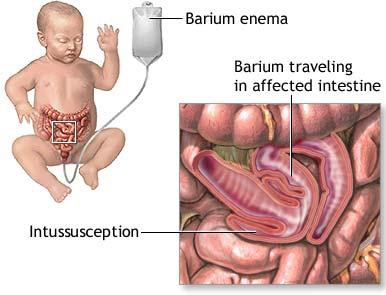 Barium enema
Barium traveling
in affected intestine
Intussusception